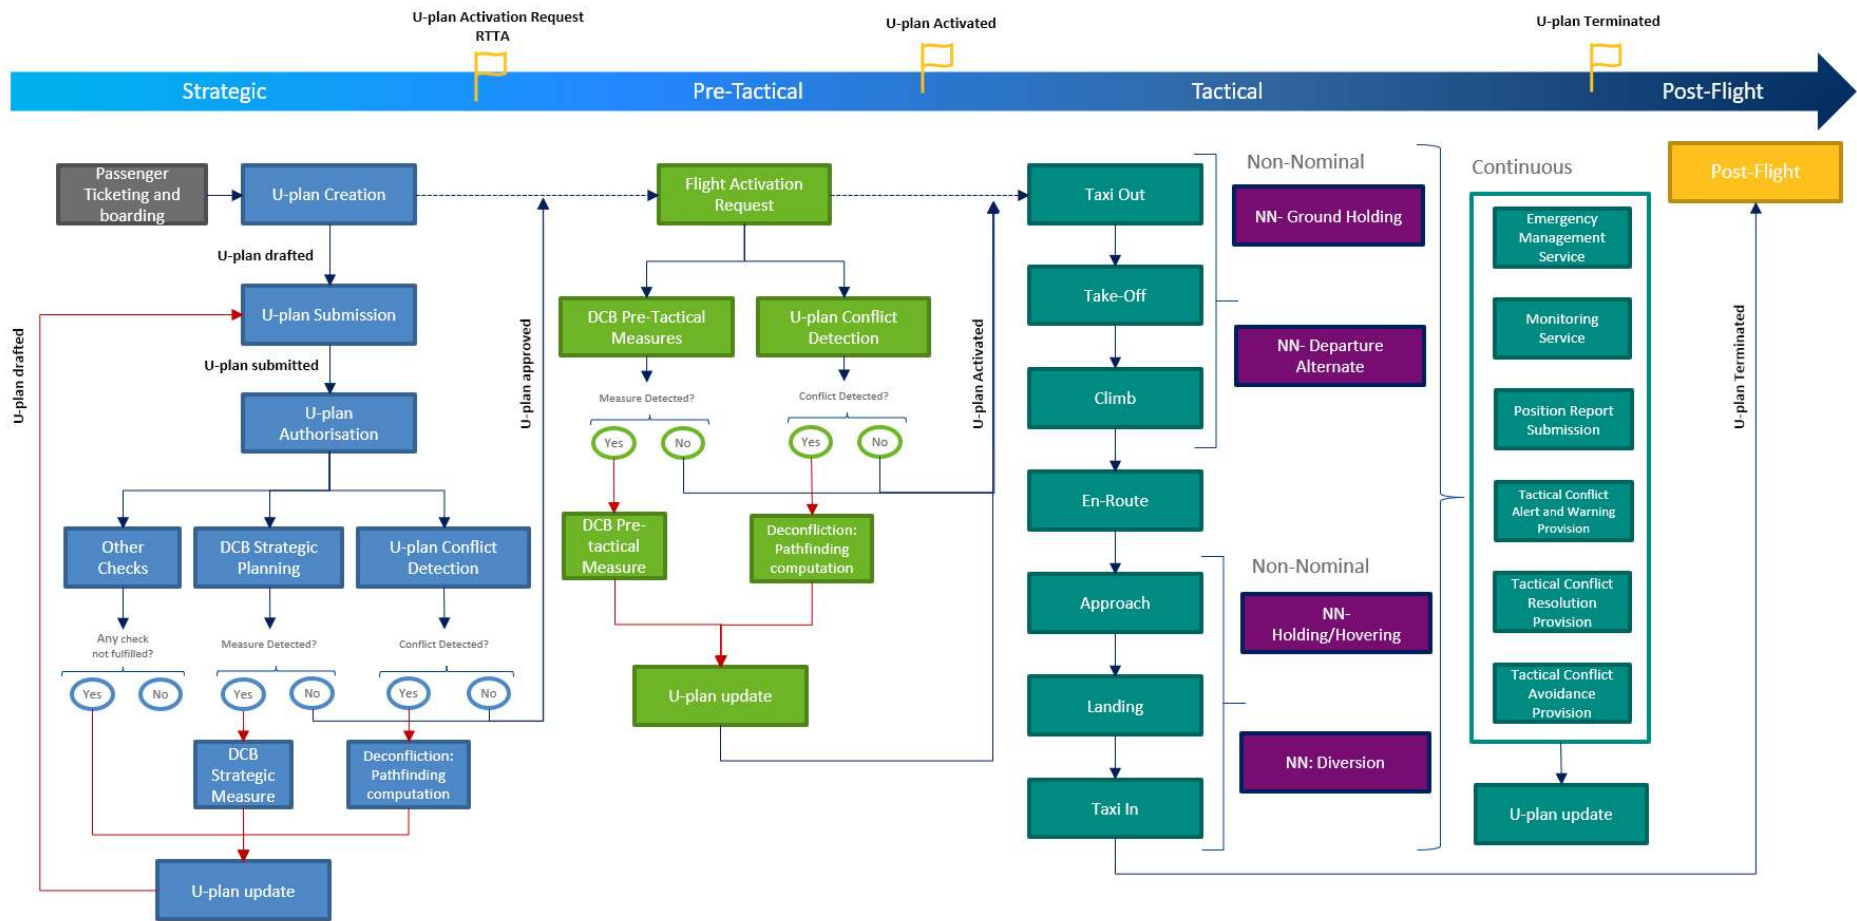 U-plan Activation Request
RTTA
U-plan Activated
U-plan Terminated
Strategic
Pre-Tactical
Tactical
Post-Flight
Passenger
Ticketing and
boarding
U-plan Creation
U-plan drafted
U-plan Submission
U-plan submitted
U-plan
Authorisation
Other
Checks
DCB Strategic
Planning
U-plan Conflict
Detection
Any check
not fulfilled?
Measure Detected?
Conflict Detected?
Yes
No
Yes
No
Yes
No
DCB
Strategic
Measure
Deconfliction:
Pathfinding
computation
U-plan update
U-plan drafted
U-plan approved
Flight Activation
Request
DCB Pre-Tactical
Measures
U-plan Conflict
Detection
Measure Detected?
Conflict Detected?
Yes
No
Yes
No
DCB Pre-
tactical
Measure
Deconfliction:
Pathfinding
computation
U-plan update
U-plan Activated
Taxi Out
Take-Off
Climb
En-Route
Approach
Landing
Taxi In
Non-Nominal
NN- Ground Holding
NN- Departure
Alternate
Non-Nominal
NN-
Holding/Hovering
NN: Diversion
Continuous
Emergency
Management
Service
Monitoring
Service
Position Report
Submission
Tactical Conflict
Alert and Warning
Provision
Tactical Conflict
Resolution
Provision
Tactical Conflict
Avoidance
Provision
U-plan update
U-plan Terminated
Post-Flight